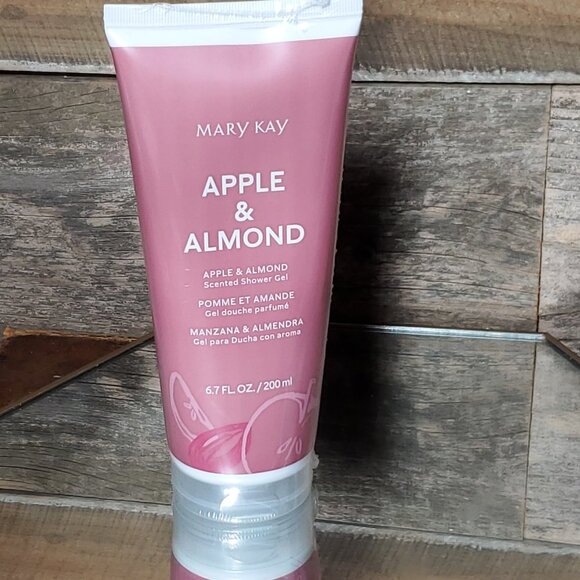 MARY KAY
APPLE
&
ALMOND
APPLE & ALMOND
Scented Shower Gel
POMME ET AMANDE
Gel douche parfumé
MANZANA & ALMENDRA
Gel para Ducha con aroma
6.7 FL. OZ. / 200 ml